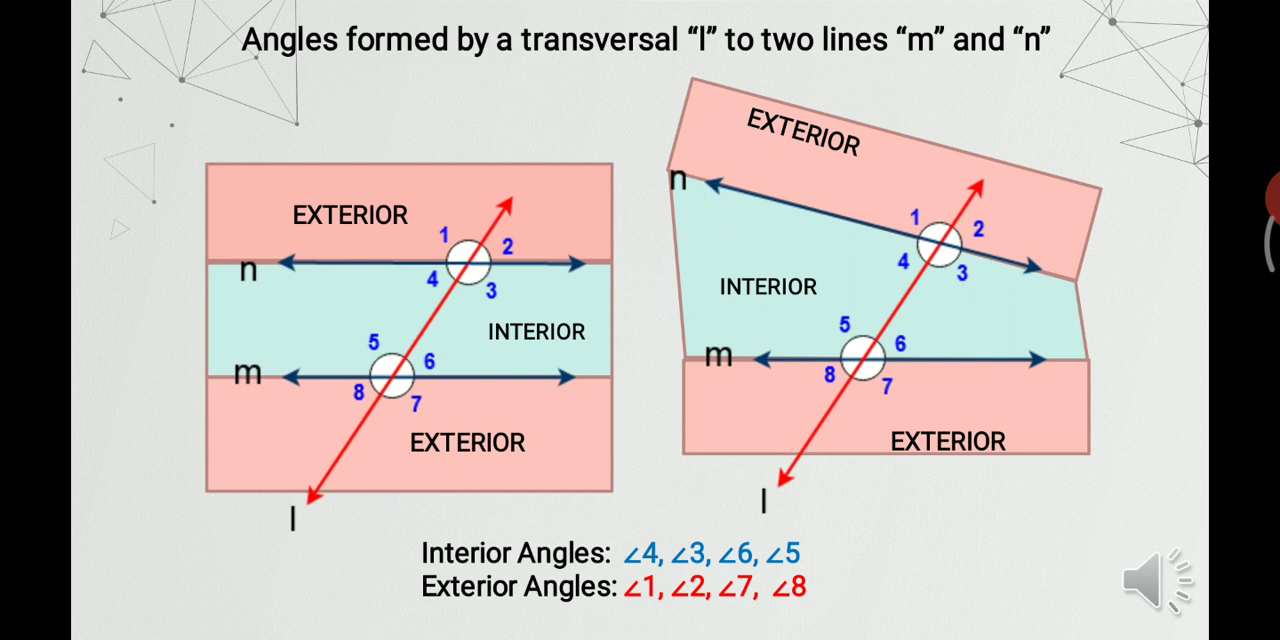 Angles formed by a transversal “l” to two lines “m” and “n”
EXTERIOR
1
2
n
4
3
INTERIOR
5
6
m
8
7
EXTERIOR
l
EXTERIOR
n
1
2
4
3
INTERIOR
5
6
m
8
7
EXTERIOR
l
Interior Angles: ∠4, ∠3, ∠6, ∠5
Exterior Angles: ∠1, ∠2, ∠7, ∠8